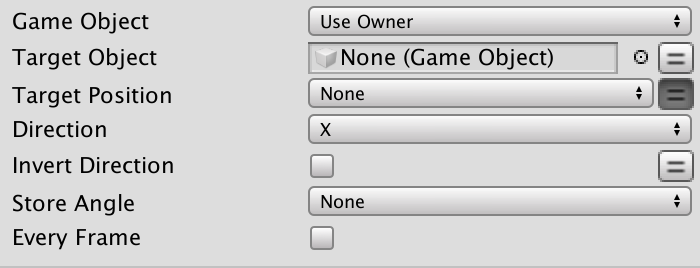 Game Object Use Owner
Target Object None (Game Object)
Target Position None
Direction X
Invert Direction
Store Angle None
Every Frame